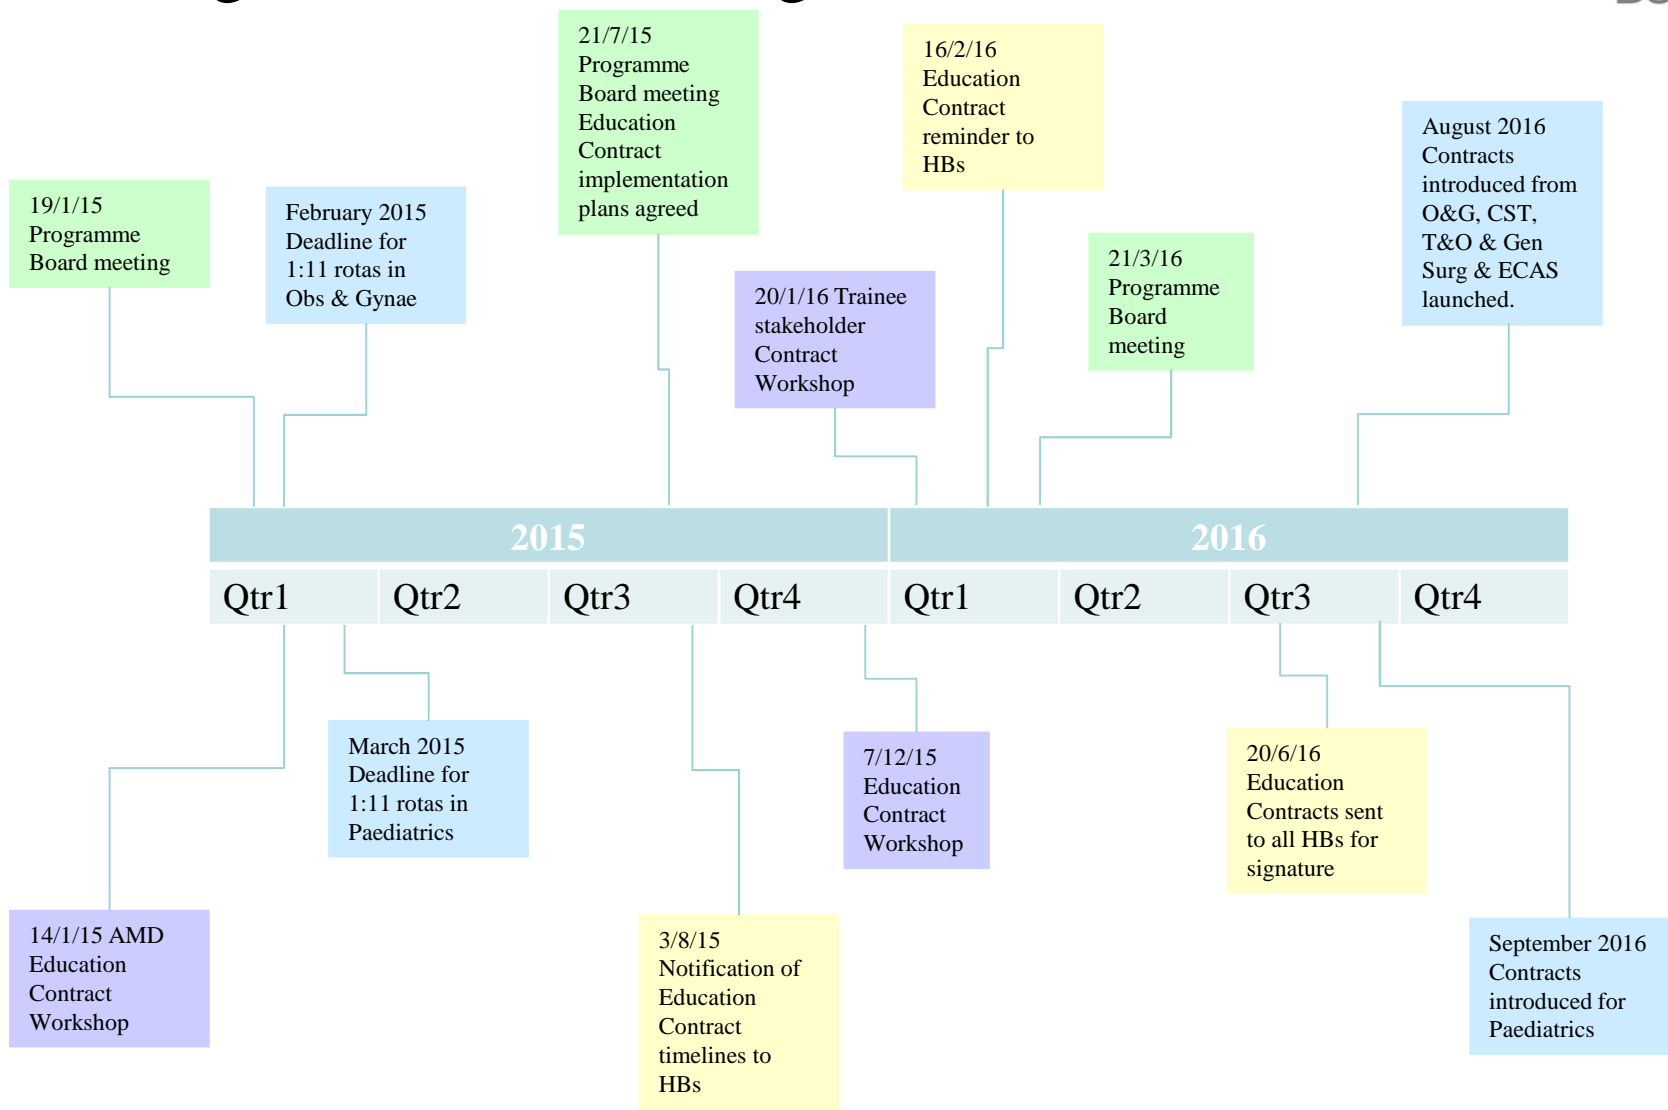 21/7/15
Programme
Board meeting
Education
Contract
implementation
plans agreed
16/2/16
Education
Contract
reminder to
HBs
August 2016
Contracts
introduced from
O&G, CST,
T&O & Gen
Surg & ECAS
launched.
19/1/15
Programme
Board meeting
February 2015
Deadline for
1:11 rotas in
Obs & Gynae
20/1/16 Trainee
stakeholder
Contract
Workshop
21/3/16
Programme
Board
meeting
2015
2016
Qtr1
Qtr2
Qtr3
Qtr4
Qtr1
Qtr2
Qtr3
Qtr4
March 2015
Deadline for
1:11 rotas in
Paediatrics
7/12/15
Education
Contract
Workshop
20/6/16
Education
Contracts sent
to all HBs for
signature
14/1/15 AMD
Education
Contract
Workshop
3/8/15
Notification of
Education
Contract
timelines to
HBs
September 2016
Contracts
introduced for
Paediatrics